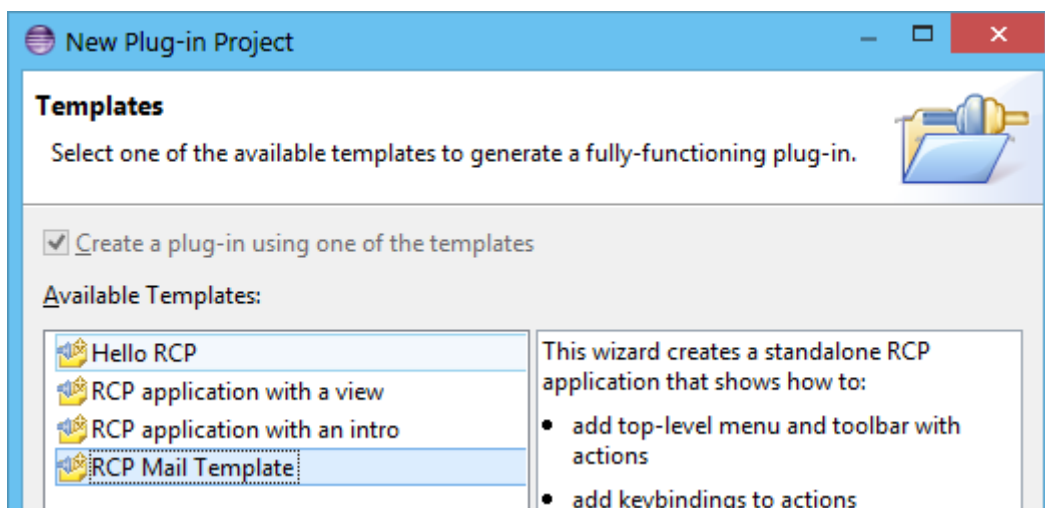 New Plug-in Project
Templates
Select one of the available templates to generate a fully-functioning plug-in.
Create a plug-in using one of the templates
Available Templates:
Hello RCP
RCP application with a view
RCP application with an intro
RCP Mail Template
This wizard creates a standalone RCP
application that shows how to:
• add top-level menu and toolbar with
actions
• add keybindings to actions